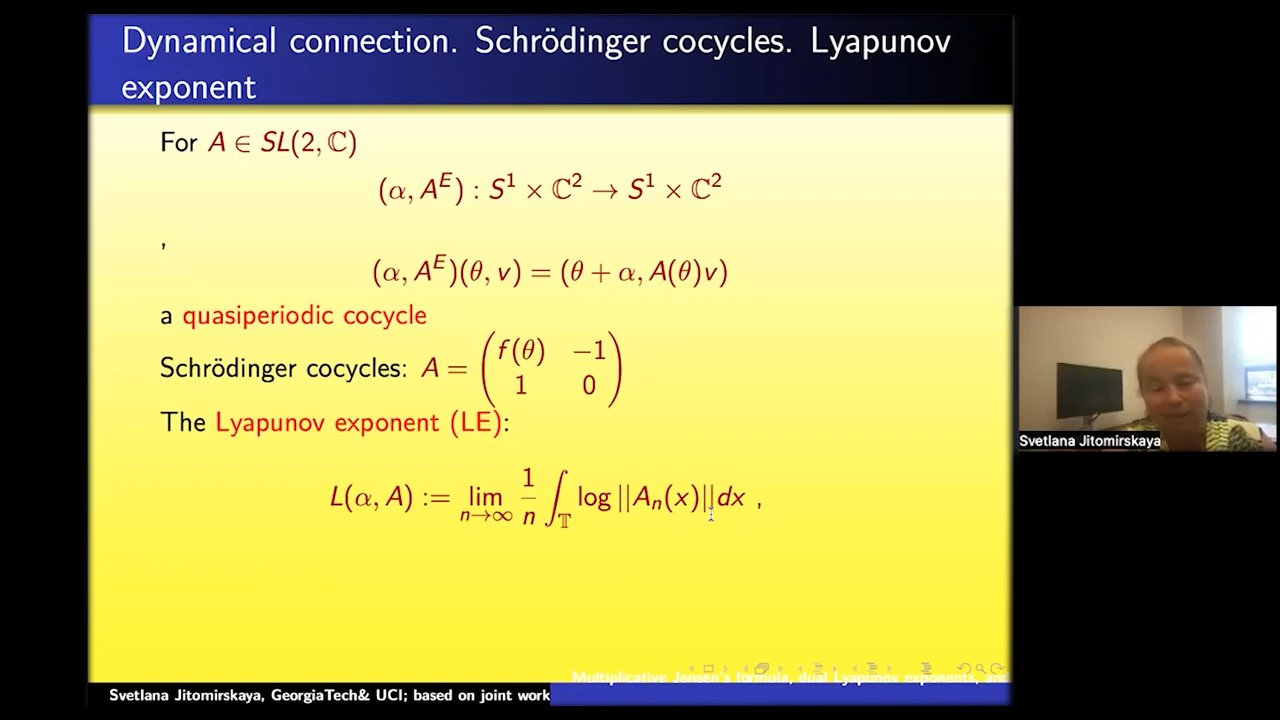 Dynamical connection. Schrödinger cocycles. Lyapunov
exponent
For A ∈ SL(2, ℂ)
(α, A^E) : S^1 × ℂ^2 → S^1 × ℂ^2
,
(α, A^E)(θ, v) = (θ + α, A(θ)v)
a quasiperiodic cocycle
Schrödinger cocycles: A = ( f(θ) −1
1 0 )
The Lyapunov exponent (LE):
L(α, A) := lim_{n→∞} 1/n ∫_𝕋 log ||A_n(x)||dx ,
Svetlana Jitomirskaya
Multiplicative Jensen's formula, dual Lyapunov exponents, and
Svetlana Jitomirskaya, GeorgiaTech& UCI; based on joint work